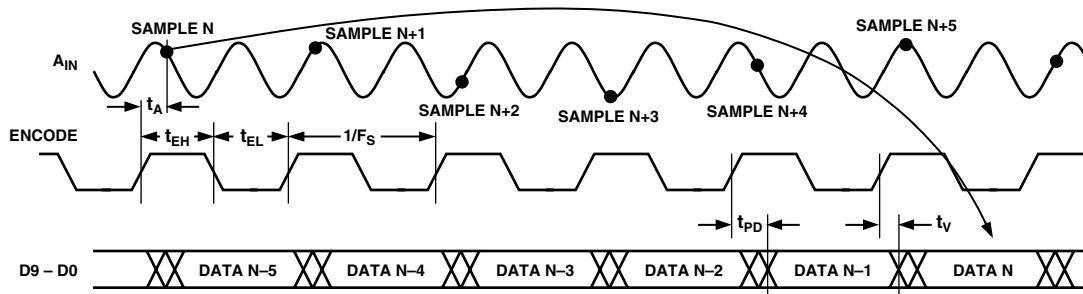 SAMPLE N
SAMPLE N+1
SAMPLE N+5
AIN
tA
SAMPLE N+2
SAMPLE N+3
SAMPLE N+4
ENCODE
tEH
tEL
1/FS
tPD
tV
D9 – D0
DATA N–5
DATA N–4
DATA N–3
DATA N–2
DATA N–1
DATA N